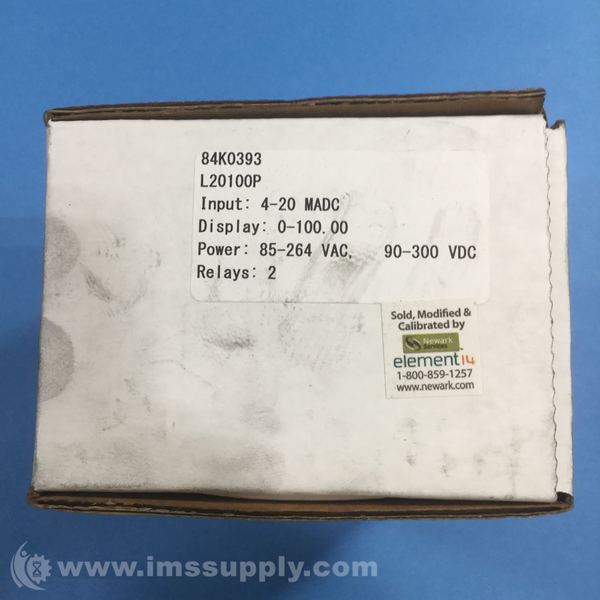 84K0393
L20100P
Input: 4-20 MADC
Display: 0-100.00
Power: 85-264 VAC, 90-300 VDC
Relays: 2
Sold, Modified &
Calibrated by
Newark
Services
element14
1-800-859-1257
www.newark.com
www.imssupply.com